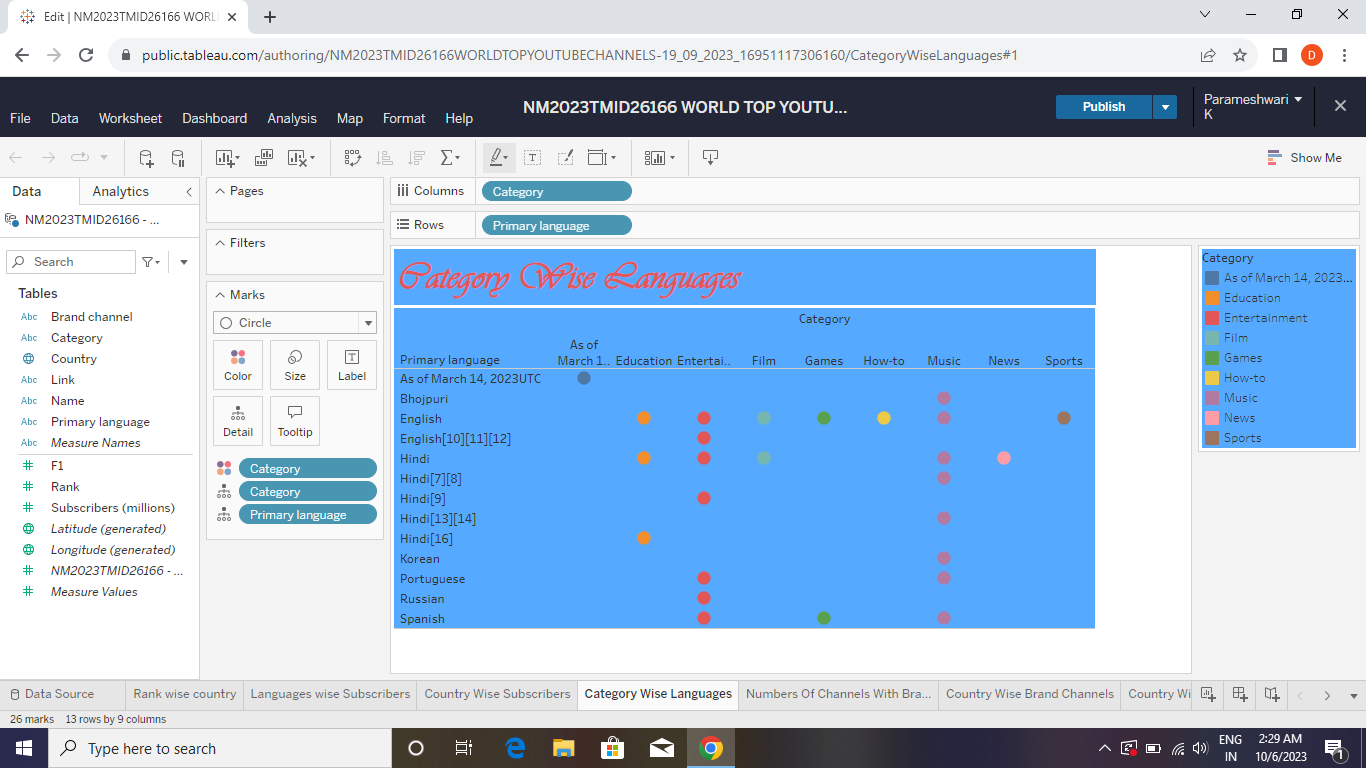 Edit | NM2023TMID26166 WORL
public.tableau.com/authoring/NM2023TMID26166WORLDTOPYOUTUBECHANNELS-19_09_2023_16951117306160/CategoryWiseLanguages#1
D
NM2023TMID26166 WORLD TOP YOUTU...
Publish
Parameshwari K
File Data Worksheet Dashboard Analysis Map Format Help
Show Me
Data Analytics
NM2023TMID26166 - ...
Search
Tables
Abc Brand channel
Abc Category
Country
Abc Link
Abc Name
Abc Primary language
Abc Measure Names
F1
Rank
Subscribers (millions)
Latitude (generated)
Longitude (generated)
NM2023TMID26166 - ...
Measure Values
Pages
Filters
Marks
Circle
Color Size Label
Detail Tooltip
Category
Category
Primary language
Columns Category
Rows Primary language
Category Wise Languages
Category
Primary language As of March 1... Education Entertai.. Film Games How-to Music News Sports
As of March 14, 2023UTC
Bhojpuri
English
English[10][11][12]
Hindi
Hindi[7][8]
Hindi[9]
Hindi[13][14]
Hindi[16]
Korean
Portuguese
Russian
Spanish
Category
As of March 14, 2023...
Education
Entertainment
Film
Games
How-to
Music
News
Sports
Data Source Rank wise country Languages wise Subscribers Country Wise Subscribers Category Wise Languages Numbers Of Channels With Bra... Country Wise Brand Channels Country Wi
26 marks 13 rows by 9 columns
Type here to search
ENG
IN
2:29 AM
10/6/2023
1